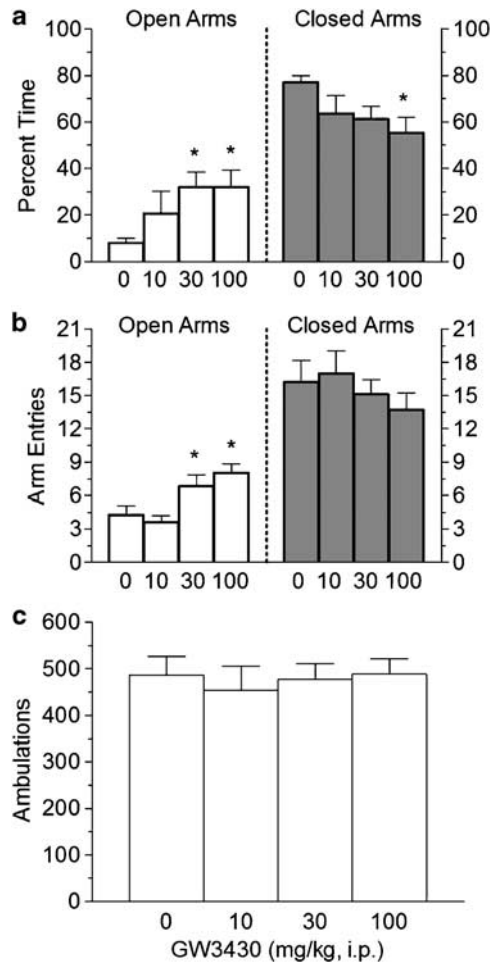 a
Open Arms
Closed Arms
Percent Time
100
80
60
40
20
0
* *
*
100
80
60
40
20
0
0 10 30 100
0 10 30 100
b
Open Arms
Closed Arms
Arm Entries
21
18
15
12
9
6
3
0
* *
21
18
15
12
9
6
3
0
0 10 30 100
0 10 30 100
c
Ambulations
600
500
400
300
200
100
0
0 10 30 100
GW3430 (mg/kg, i.p.)